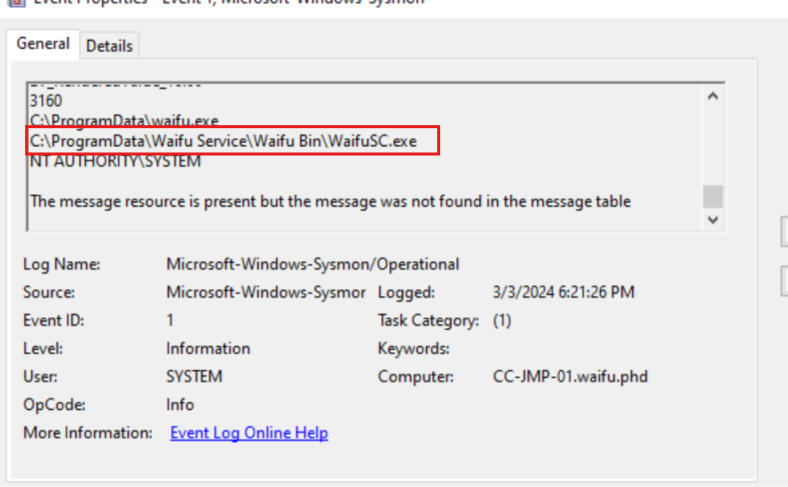 Event Properties - Event 1, Microsoft-Windows-Sysmon
General Details
3160
C:\ProgramData\waifu.exe
C:\ProgramData\Waifu Service\Waifu Bin\WaifuSC.exe
NT AUTHORITY\SYSTEM
The message resource is present but the message was not found in the message table
Log Name: Microsoft-Windows-Sysmon/Operational
Source: Microsoft-Windows-Sysmor Logged: 3/3/2024 6:21:26 PM
Event ID: 1 Task Category: (1)
Level: Information Keywords:
User: SYSTEM Computer: CC-JMP-01.waifu.phd
OpCode: Info
More Information: Event Log Online Help